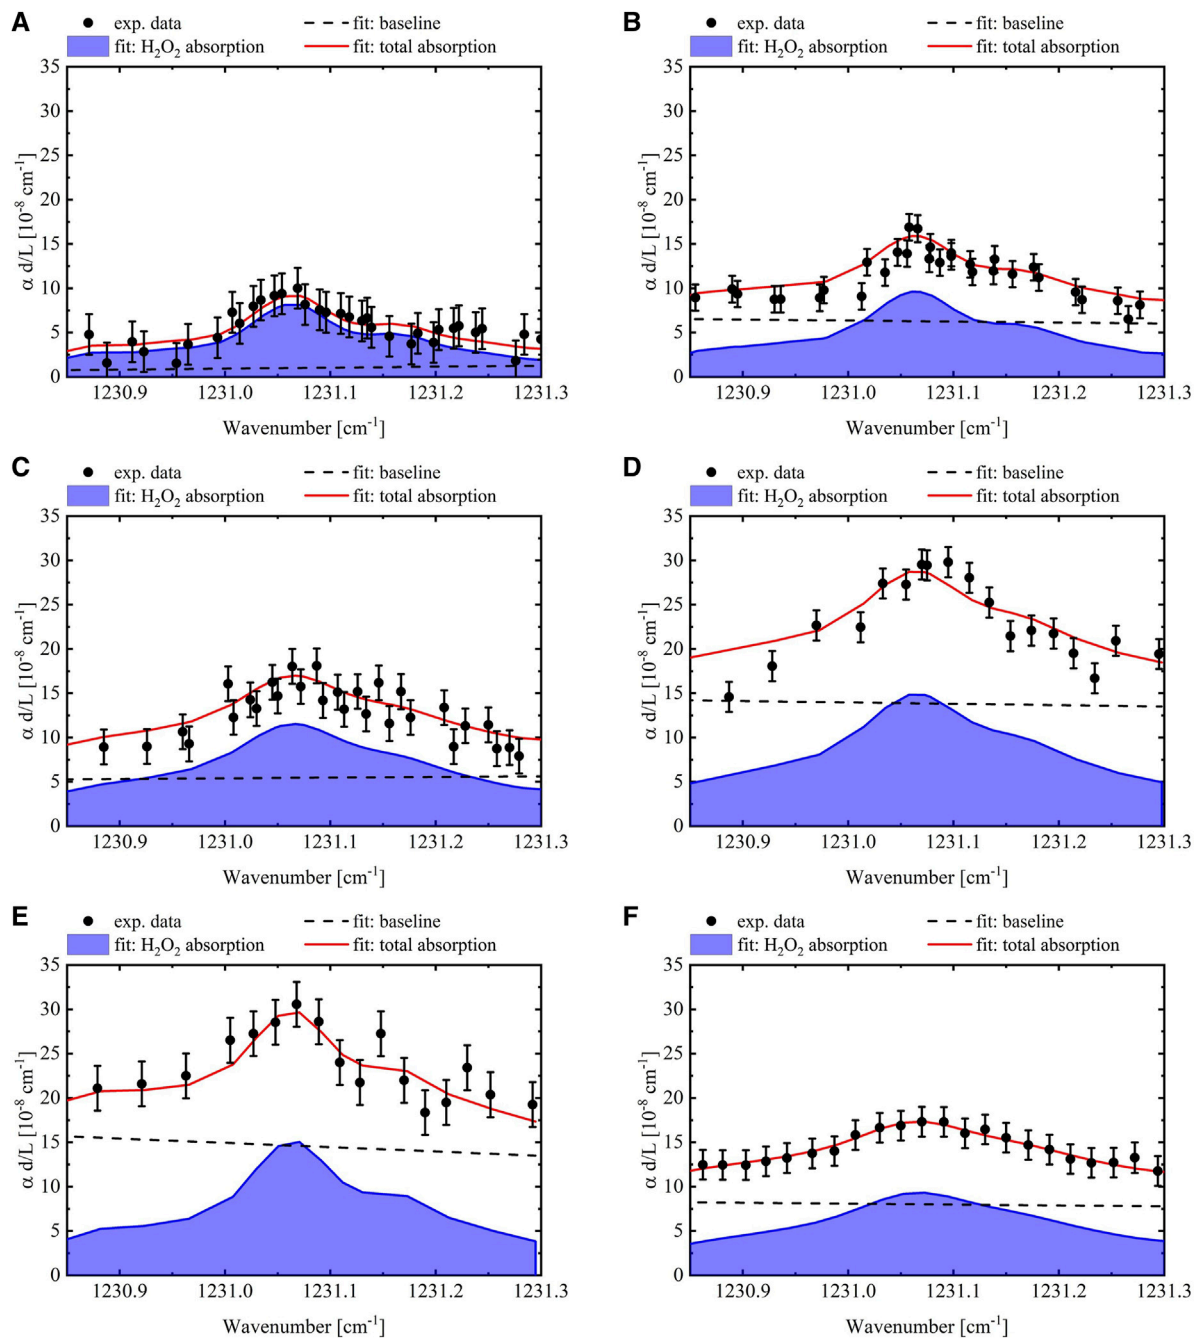 A
exp. data
fit: baseline
fit: H₂O₂ absorption
fit: total absorption
35
30
25
20
15
10
5
0
α d/L [10⁻⁸ cm⁻¹]
1230.9 1231.0 1231.1 1231.2 1231.3
Wavenumber [cm⁻¹]
B
exp. data
fit: baseline
fit: H₂O₂ absorption
fit: total absorption
35
30
25
20
15
10
5
0
α d/L [10⁻⁸ cm⁻¹]
1230.9 1231.0 1231.1 1231.2 1231.3
Wavenumber [cm⁻¹]
C
exp. data
fit: baseline
fit: H₂O₂ absorption
fit: total absorption
35
30
25
20
15
10
5
0
α d/L [10⁻⁸ cm⁻¹]
1230.9 1231.0 1231.1 1231.2 1231.3
Wavenumber [cm⁻¹]
D
exp. data
fit: baseline
fit: H₂O₂ absorption
fit: total absorption
35
30
25
20
15
10
5
0
α d/L [10⁻⁸ cm⁻¹]
1230.9 1231.0 1231.1 1231.2 1231.3
Wavenumber [cm⁻¹]
E
exp. data
fit: baseline
fit: H₂O₂ absorption
fit: total absorption
35
30
25
20
15
10
5
0
α d/L [10⁻⁸ cm⁻¹]
1230.9 1231.0 1231.1 1231.2 1231.3
Wavenumber [cm⁻¹]
F
exp. data
fit: baseline
fit: H₂O₂ absorption
fit: total absorption
35
30
25
20
15
10
5
0
α d/L [10⁻⁸ cm⁻¹]
1230.9 1231.0 1231.1 1231.2 1231.3
Wavenumber [cm⁻¹]